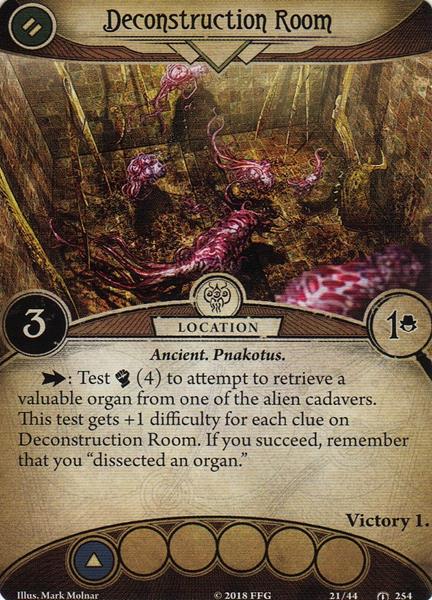 Deconstruction Room
3
LOCATION
1
Ancient. Pnakotus.
: Test (4) to attempt to retrieve a
valuable organ from one of the alien cadavers.
This test gets +1 difficulty for each clue on
Deconstruction Room. If you succeed, remember
that you “dissected an organ.”
Victory 1.
Illus. Mark Molnar
© 2018 FFG
21/44
254